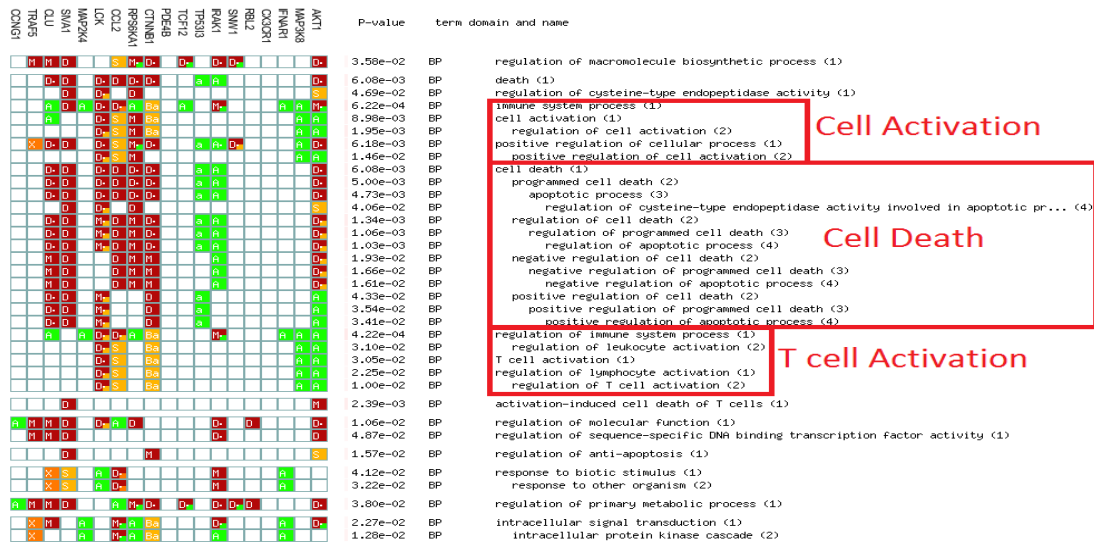 CCNG1 TRAF5 CLU SIVA1 MAP2K4 LCK CCL2 RPS6KA1 CTNNB1 PDE4B TCF12 TP53I3 IRAK1 SNW1 RBL2 CX3CR1 IFNAR1 MAP3K8 AKT1
P-value term domain and name
M M D S M D D D D D 3.58e-02 BP regulation of macromolecule biosynthetic process (1)
D D D D D D a A D 6.08e-03 BP death (1)
D D D S 4.69e-02 BP regulation of cysteine-type endopeptidase activity (1)
A D A D D A Ba A M A A M 6.22e-04 BP immune system process (1)
A D S M Ba A A 8.98e-03 BP cell activation (1)
Cell Activation
D S M Ba A A 1.95e-03 BP regulation of cell activation (2)
X D D D S M D a A D A D 6.18e-03 BP positive regulation of cellular process (1)
D S M A A 1.46e-02 BP positive regulation of cell activation (2)
D D D D D D a A D 6.08e-03 BP cell death (1)
D D D D D D a A D 5.00e-03 BP programmed cell death (2)
D D D D D D a A D 4.73e-03 BP apoptotic process (3)
D D D S 4.06e-02 BP regulation of cysteine-type endopeptidase activity involved in apoptotic pr... (4)
D D M D M D a A D 1.34e-03 BP regulation of cell death (2)
D D M D M D a A D 1.06e-03 BP regulation of programmed cell death (3)
Cell Death
D D M D M D a A D 1.03e-03 BP regulation of apoptotic process (4)
M D D M M A D 1.93e-02 BP negative regulation of cell death (2)
M D D M M A D 1.66e-02 BP negative regulation of programmed cell death (3)
M D D M M A D 1.61e-02 BP negative regulation of apoptotic process (4)
D D M D a A 4.33e-02 BP positive regulation of cell death (2)
D D M D a A 3.54e-02 BP positive regulation of programmed cell death (3)
D D M D a A 3.41e-02 BP positive regulation of apoptotic process (4)
A A D D A Ba M A A A 4.22e-04 BP regulation of immune system process (1)
D S Ba A A 3.10e-02 BP regulation of leukocyte activation (2)
T cell Activation
D S Ba A A 3.05e-02 BP T cell activation (1)
D S Ba A A 2.25e-02 BP regulation of lymphocyte activation (1)
D S Ba A A 1.00e-02 BP regulation of T cell activation (2)
D M 2.39e-03 BP activation-induced cell death of T cells (1)
A M M D D A D D D D 1.06e-02 BP regulation of molecular function (1)
M M D D D 4.87e-02 BP regulation of sequence-specific DNA binding transcription factor activity (1)
D M S 1.57e-02 BP regulation of anti-apoptosis (1)
X S A D M A 4.12e-02 BP response to biotic stimulus (1)
X S A D M A 3.22e-02 BP response to other organism (2)
A M M D A M D D D D D D 3.80e-02 BP regulation of primary metabolic process (1)
X M A M A Ba D A A D 2.27e-02 BP intracellular signal transduction (1)
X A M A Ba A A A 1.28e-02 BP intracellular protein kinase cascade (2)